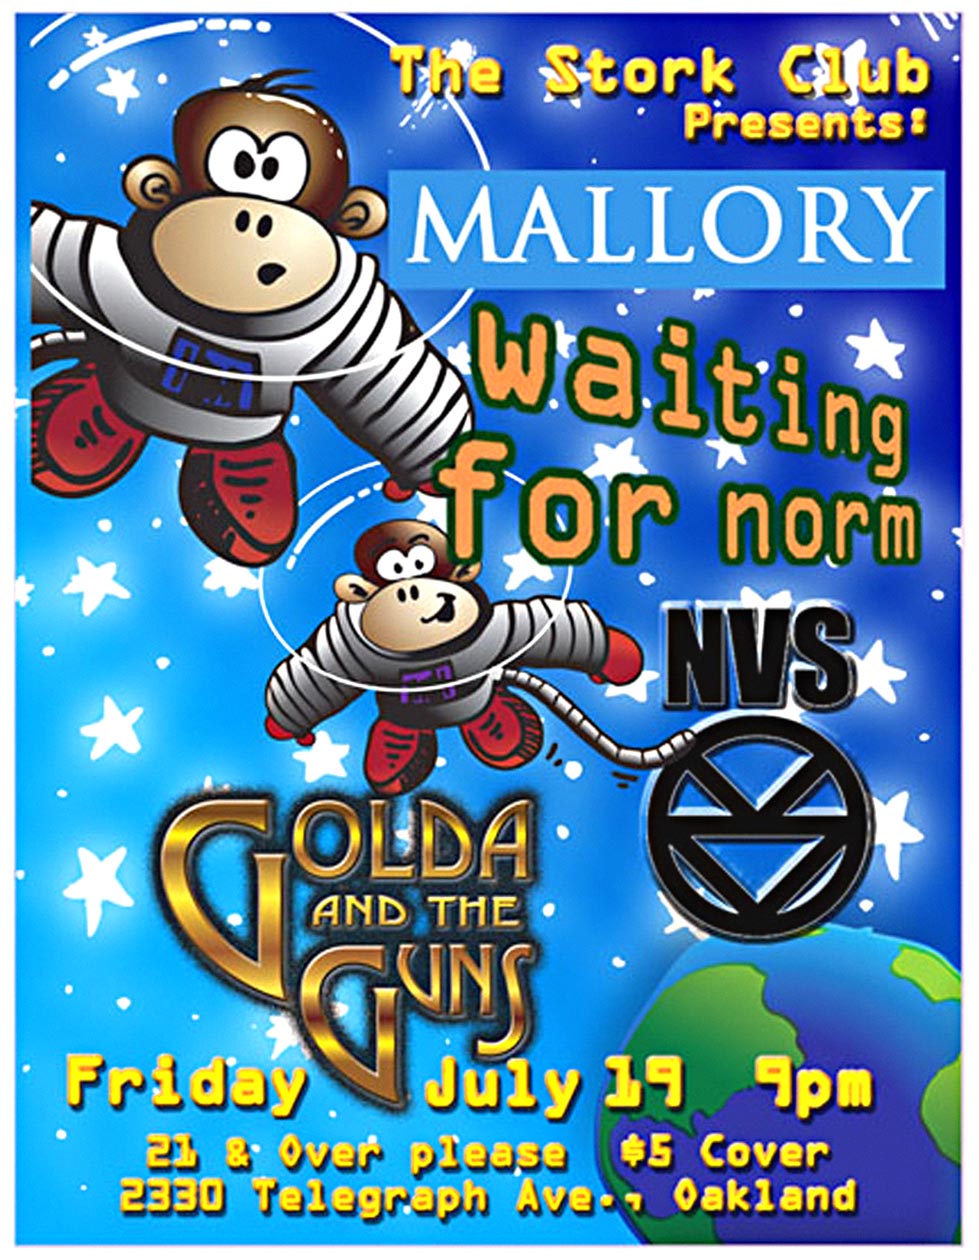 The Stork Club
Presents:
MALLORY
waiting
for norm
NVS
GOLDA
AND THE
GUNS
Friday July 19 9pm
21 & Over please $5 Cover
2330 Telegraph Ave., Oakland